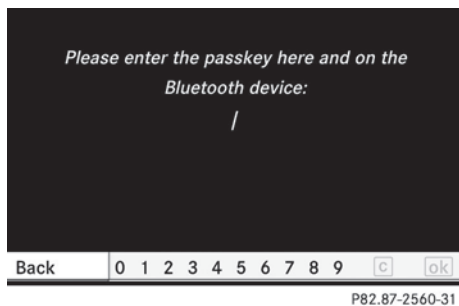 Please enter the passkey here and on the
Bluetooth device:
Back 0 1 2 3 4 5 6 7 8 9 c ok
P82.87-2560-31